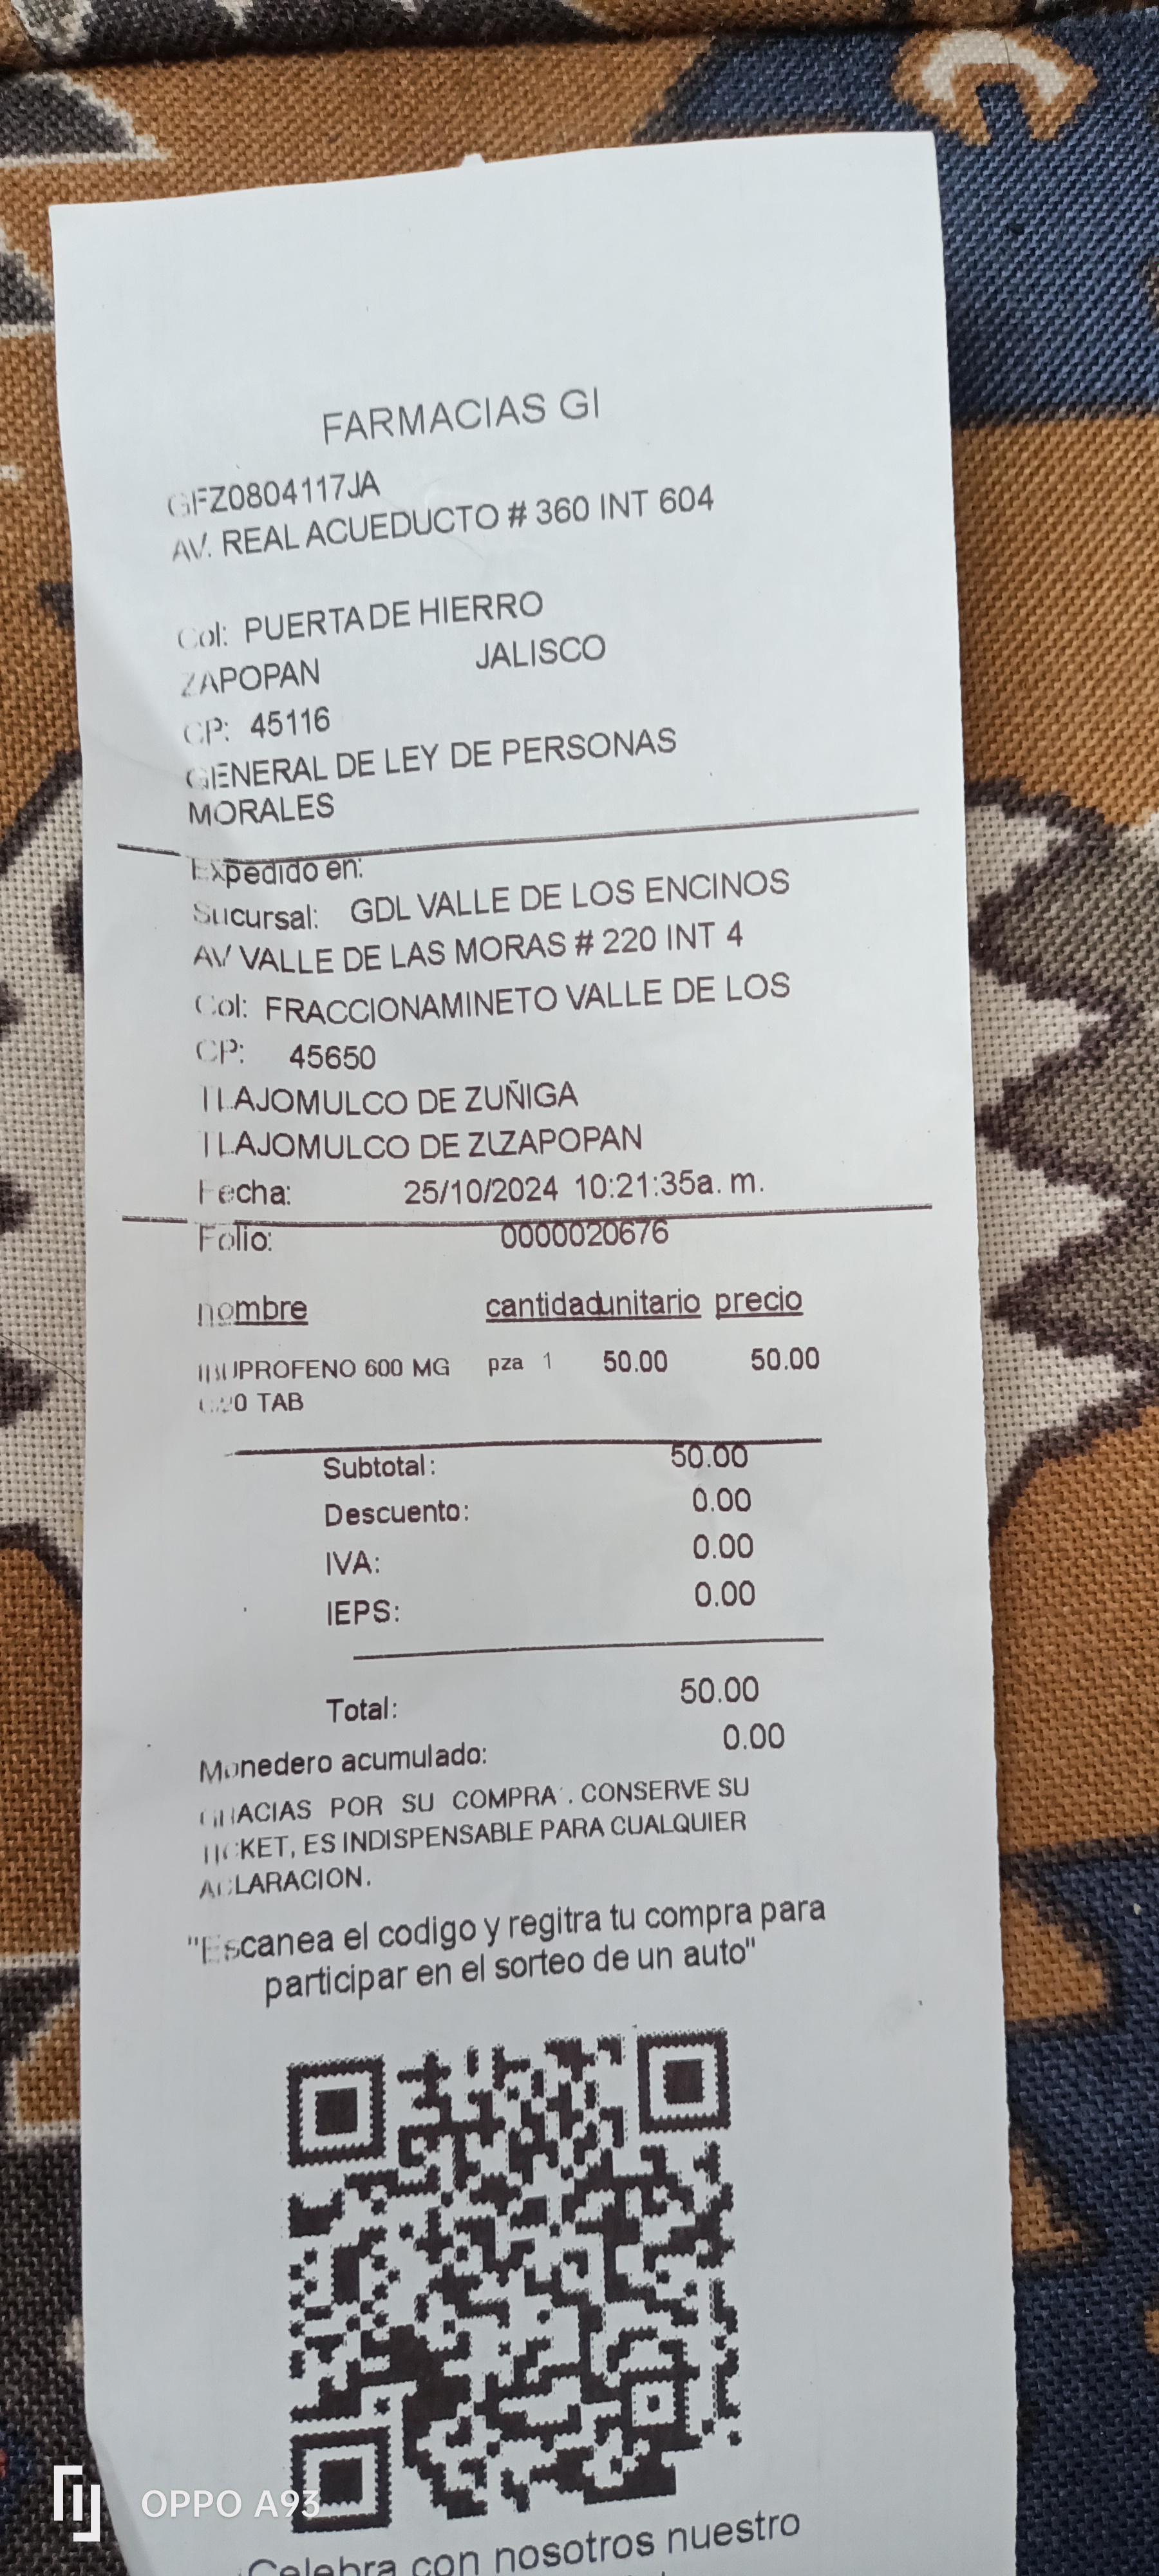 FARMACIAS GI
GFZ0804117JA
AV. REAL ACUEDUCTO # 360 INT 604
Col: PUERTA DE HIERRO
ZAPOPAN JALISCO
CP: 45116
GENERAL DE LEY DE PERSONAS
MORALES
Expedido en:
Sucursal: GDL VALLE DE LOS ENCINOS
AV VALLE DE LAS MORAS # 220 INT 4
Col: FRACCIONAMINETO VALLE DE LOS
CP: 45650
TLAJOMULCO DE ZUÑIGA
TLAJOMULCO DE ZUZAPOPAN
Fecha: 25/10/2024 10:21:35a. m.
Folio: 0000020676
nombre cantidad unitario precio
IBUPROFENO 600 MG pza 1 50.00 50.00
TAB
Subtotal: 50.00
Descuento: 0.00
IVA: 0.00
IEPS: 0.00
Total: 50.00
Monedero acumulado: 0.00
GRACIAS POR SU COMPRA'. CONSERVE SU
TICKET, ES INDISPENSABLE PARA CUALQUIER
ACLARACION.
"Escanea el codigo y regitra tu compra para
participar en el sorteo de un auto"
Celebra con nosotros nuestro
OPPO A93